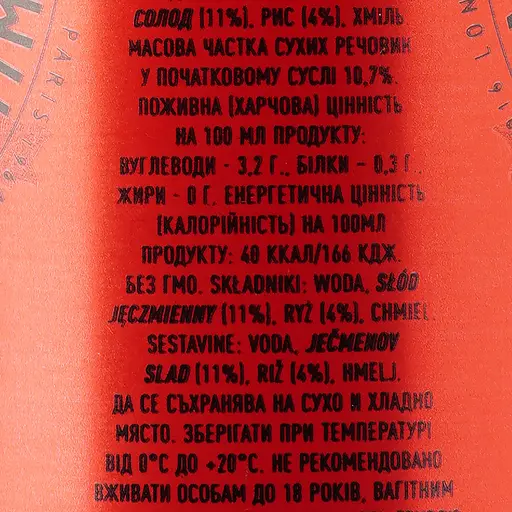 СОЛОД (11%), РИС (4%), ХМІЛЬ
МАСОВА ЧАСТКА СУХИХ РЕЧОВИН
У ПОЧАТКОВОМУ СУСЛІ 10,7%.
ПОЖИВНА (ХАРЧОВА) ЦІННІСТЬ
НА 100 МЛ ПРОДУКТУ:
ВУГЛЕВОДИ - 3,2 Г., БІЛКИ – 0,3 Г.,
ЖИРИ - 0 Г. ЕНЕРГЕТИЧНА ЦІННІСТЬ
(КАЛОРІЙНІСТЬ) НА 100МЛ
ПРОДУКТУ: 40 ККАЛ/166 КДЖ.
БЕЗ ГМО. SKŁADNIKI: WODA, SŁÓD
JĘCZMIENNY (11%), RYŻ (4%), CHMIEL.
SESTAVINE: VODA, JEČMENOV
SLAD (11%), RIŽ (4%), HMELJ.
ДА СЕ СЪХРАНЯВА НА СУХО И ХЛАДНО
МЯСТО. ЗБЕРІГАТИ ПРИ ТЕМПЕРАТУРІ
ВІД 0°С ДО +20°С. НЕ РЕКОМЕНДОВАНО
ВЖИВАТИ ОСОБАМ ДО 18 РОКІВ, ВАГІТНИМ
PARIS